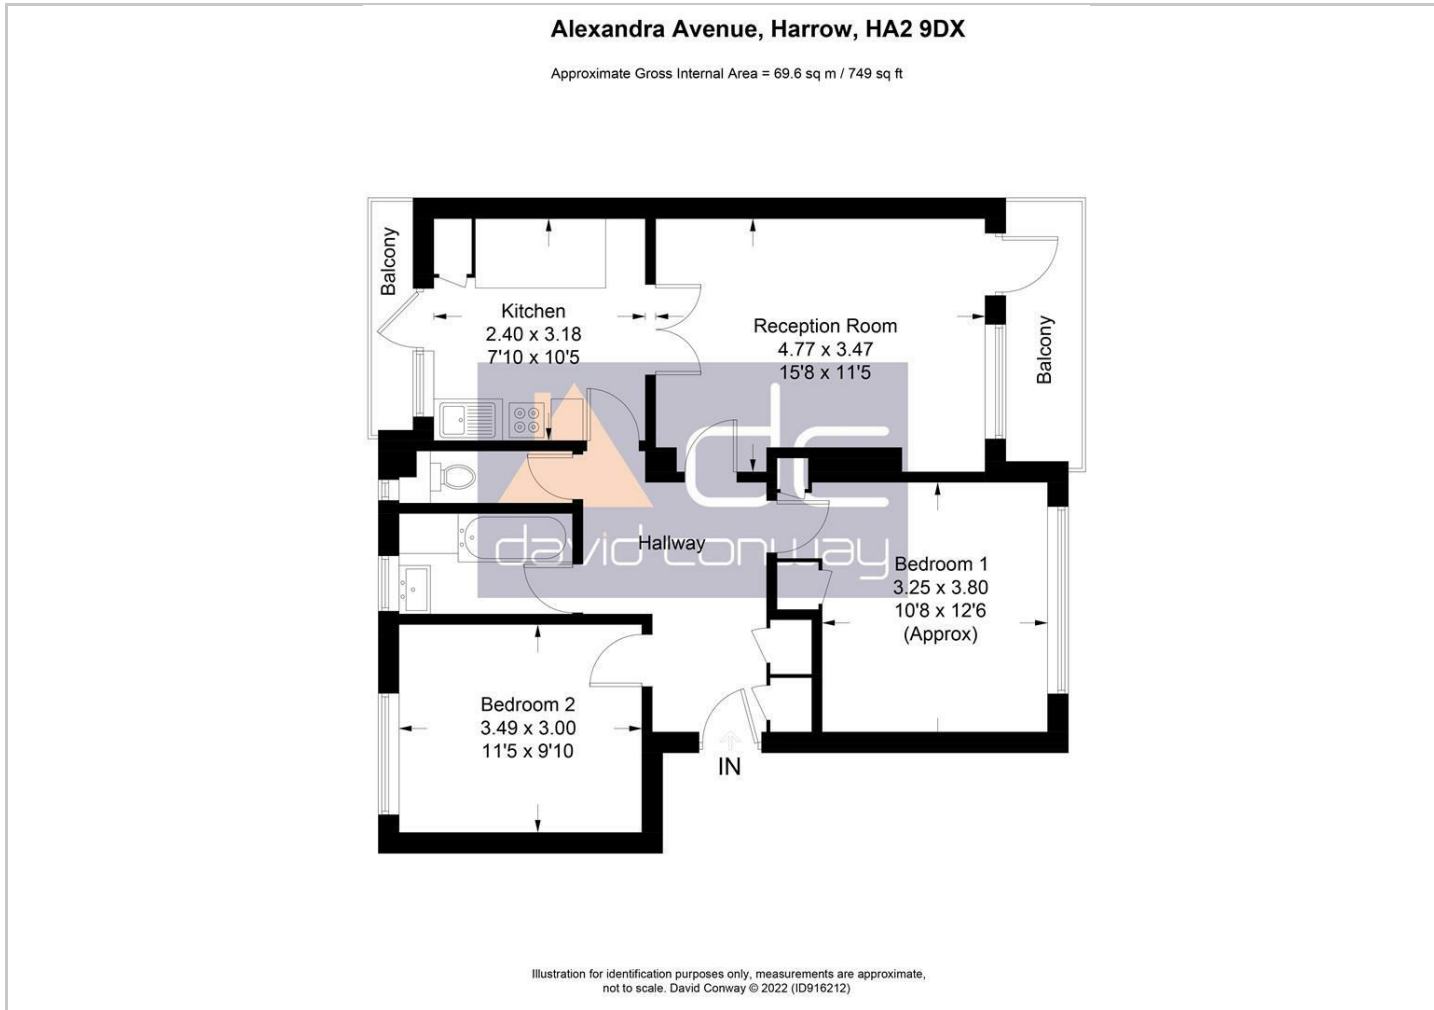 Alexandra Avenue, Harrow, HA2 9DX
Approximate Gross Internal Area = 69.6 sq m / 749 sq ft
Balcony
Kitchen
2.40 x 3.18
7'10 x 10'5
Reception Room
4.77 x 3.47
15'8 x 11'5
Balcony
dc
david conway
Hallway
Bedroom 1
3.25 x 3.80
10'8 x 12'6
(Approx)
Bedroom 2
3.49 x 3.00
11'5 x 9'10
IN
Illustration for identification purposes only, measurements are approximate,
not to scale. David Conway © 2022 (ID916212)